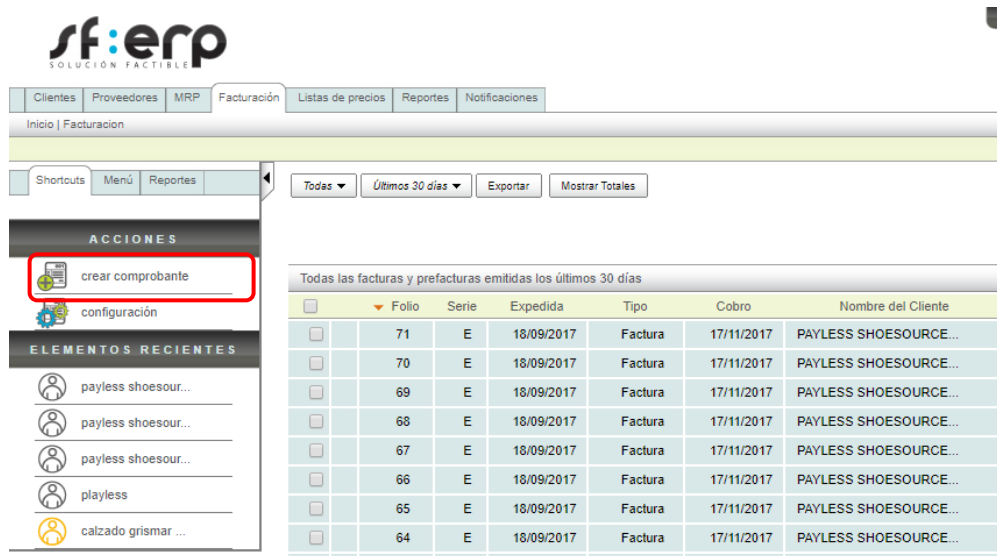 sf:erp
SOLUCIÓN FACTIBLE
Clientes Proveedores MRP Facturación Listas de precios Reportes Notificaciones
Inicio | Facturacion
Shortcuts Menú Reportes
Todas Últimos 30 días Exportar Mostrar Totales
ACCIONES
crear comprobante
configuración
ELEMENTOS RECIENTES
payless shoesour...
payless shoesour...
payless shoesour...
playless
calzado grismar ...
Todas las facturas y prefacturas emitidas los últimos 30 días
Folio Serie Expedida Tipo Cobro Nombre del Cliente
71 E 18/09/2017 Factura 17/11/2017 PAYLESS SHOESOURCE...
70 E 18/09/2017 Factura 17/11/2017 PAYLESS SHOESOURCE...
69 E 18/09/2017 Factura 17/11/2017 PAYLESS SHOESOURCE...
68 E 18/09/2017 Factura 17/11/2017 PAYLESS SHOESOURCE...
67 E 18/09/2017 Factura 17/11/2017 PAYLESS SHOESOURCE...
66 E 18/09/2017 Factura 17/11/2017 PAYLESS SHOESOURCE...
65 E 18/09/2017 Factura 17/11/2017 PAYLESS SHOESOURCE...
64 E 18/09/2017 Factura 17/11/2017 PAYLESS SHOESOURCE...